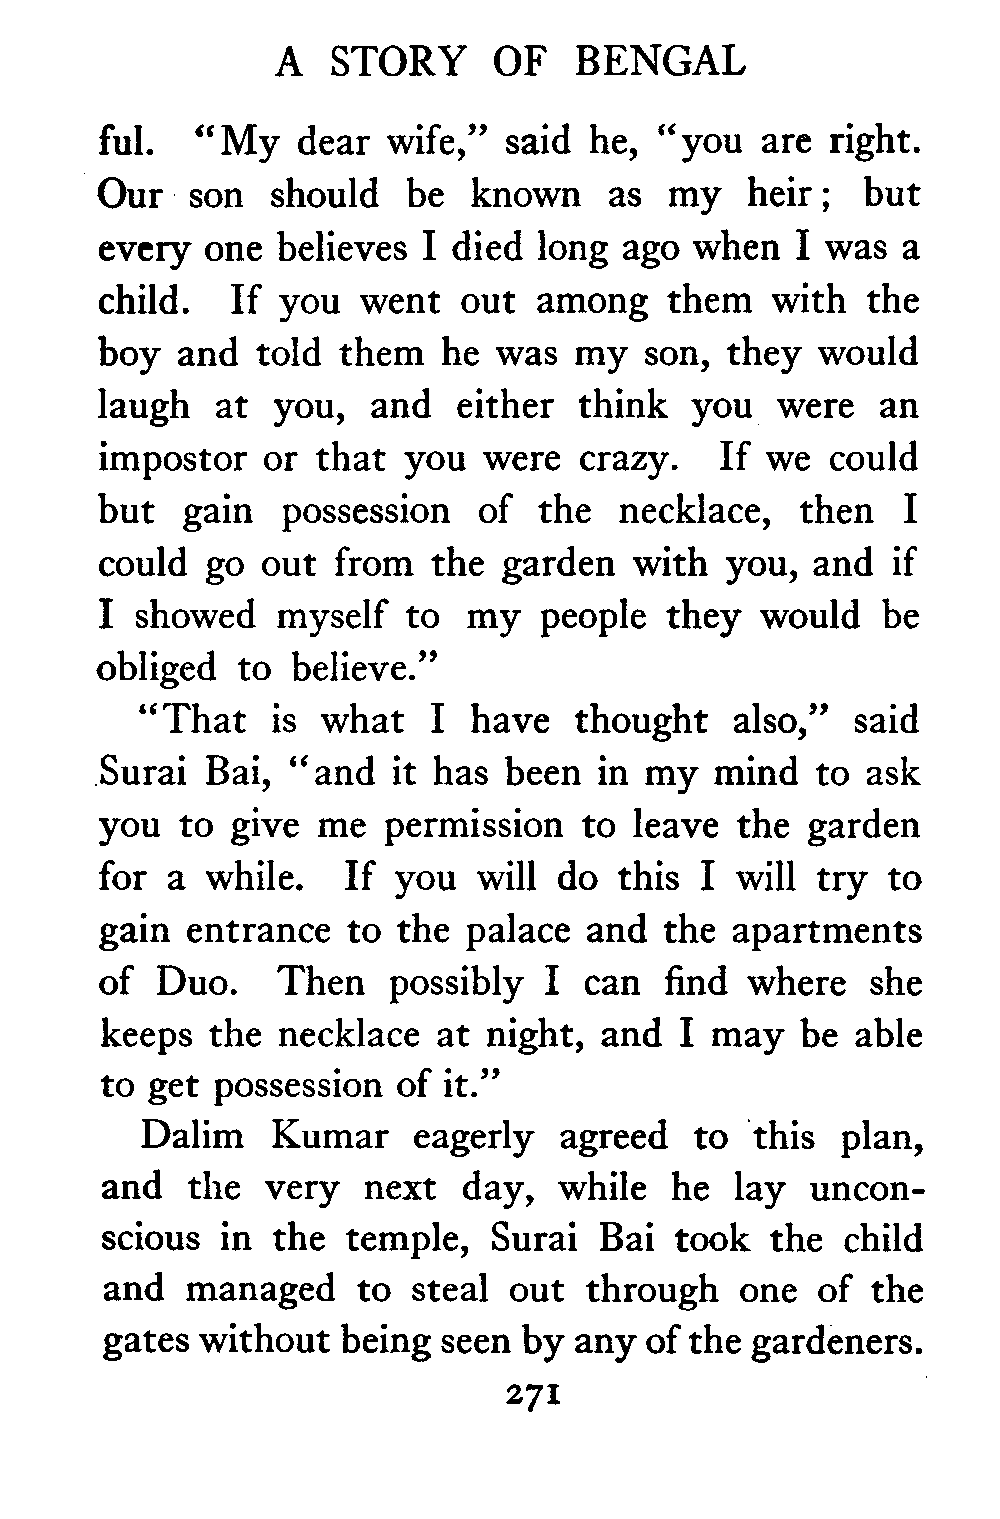 A STORY OF BENGAL
ful. "My dear wife," said he, "you are right.
Our son should be known as my heir; but
every one believes I died long ago when I was a
child. If you went out among them with the
boy and told them he was my son, they would
laugh at you, and either think you were an
impostor or that you were crazy. If we could
but gain possession of the necklace, then I
could go out from the garden with you, and if
I showed myself to my people they would be
obliged to believe."
"That is what I have thought also," said
Surai Bai, "and it has been in my mind to ask
you to give me permission to leave the garden
for a while. If you will do this I will try to
gain entrance to the palace and the apartments
of Duo. Then possibly I can find where she
keeps the necklace at night, and I may be able
to get possession of it."
Dalim Kumar eagerly agreed to this plan,
and the very next day, while he lay uncon-
scious in the temple, Surai Bai took the child
and managed to steal out through one of the
gates without being seen by any of the gardeners.
271